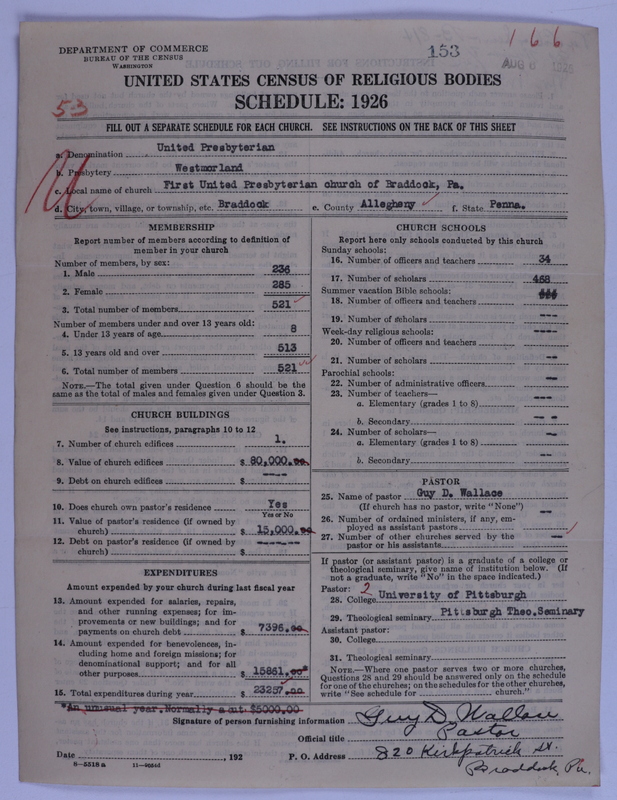 DEPARTMENT OF COMMERCE
BUREAU OF THE CENSUS
WASHINGTON
153
166
AUG 6 1926
UNITED STATES CENSUS OF RELIGIOUS BODIES
SCHEDULE: 1926
53
FILL OUT A SEPARATE SCHEDULE FOR EACH CHURCH. SEE INSTRUCTIONS ON THE BACK OF THIS SHEET
a. Denomination United Presbyterian
b. Presbytery Westmorland
c. Local name of church First United Presbyterian church of Braddock, Pa.
d. City, town, village, or township, etc. Braddock e. County Allegheny f. State Penna.
MEMBERSHIP
Report number of members according to definition of
member in your church
Number of members, by sex:
1. Male 236
2. Female 285
3. Total number of members 521
Number of members under and over 13 years old:
4. Under 13 years of age 8
5. 13 years old and over 513
6. Total number of members 521
NOTE.—The total given under Question 6 should be the
same as the total of males and females given under Question 3.
CHURCH BUILDINGS
See instructions, paragraphs 10 to 12
7. Number of church edifices 1.
8. Value of church edifices $ 80,000.00
9. Debt on church edifices $ ----
10. Does church own pastor's residence Yes
Yes or No
11. Value of pastor's residence (if owned by
church) $ 15,000.00
12. Debt on pastor's residence (if owned by
church) $ ------
EXPENDITURES
Amount expended by your church during last fiscal year
13. Amount expended for salaries, repairs,
and other running expenses; for im-
provements or new buildings; and for
payments on church debt $ 7396.00
14. Amount expended for benevolences, in-
cluding home and foreign missions; for
denominational support; and for all
other purposes $ 15861.00*
15. Total expenditures during year $ 23257.00
*An unusual year. Normally about $5000.00
CHURCH SCHOOLS
Report here only schools conducted by this church
Sunday schools:
16. Number of officers and teachers 34
17. Number of scholars 468
Summer vacation Bible schools:
18. Number of officers and teachers
19. Number of scholars ---
Week-day religious schools:
20. Number of officers and teachers ----
21. Number of scholars --
Parochial schools:
22. Number of administrative officers --
23. Number of teachers—
a. Elementary (grades 1 to 8) ---
b. Secondary -- -
24. Number of scholars—
a. Elementary (grades 1 to 8) --
b. Secondary --
PASTOR
25. Name of pastor Guy D. Wallace
(If church has no pastor, write "None")
26. Number of ordained ministers, if any, em-
ployed as assistant pastors --
27. Number of other churches served by the
pastor or his assistants --
If pastor (or assistant pastor) is a graduate of a college or
theological seminary, give name of institution below. (If
not a graduate, write "No" in the space indicated.)
Pastor: 2
28. College University of Pittsburgh
29. Theological seminary Pittsburgh Theo. Seminary
Assistant pastor:
30. College
31. Theological seminary
NOTE.—Where one pastor serves two or more churches,
Questions 28 and 29 should be answered only on the schedule
for one of the churches; on the schedules for the other churches,
write "See schedule for church."
Signature of person furnishing information Guy D. Wallace
Official title Pastor
Date , 192 P. O. Address 820 Kirkpatrick St.
Braddock, Pa.
8—5518 a